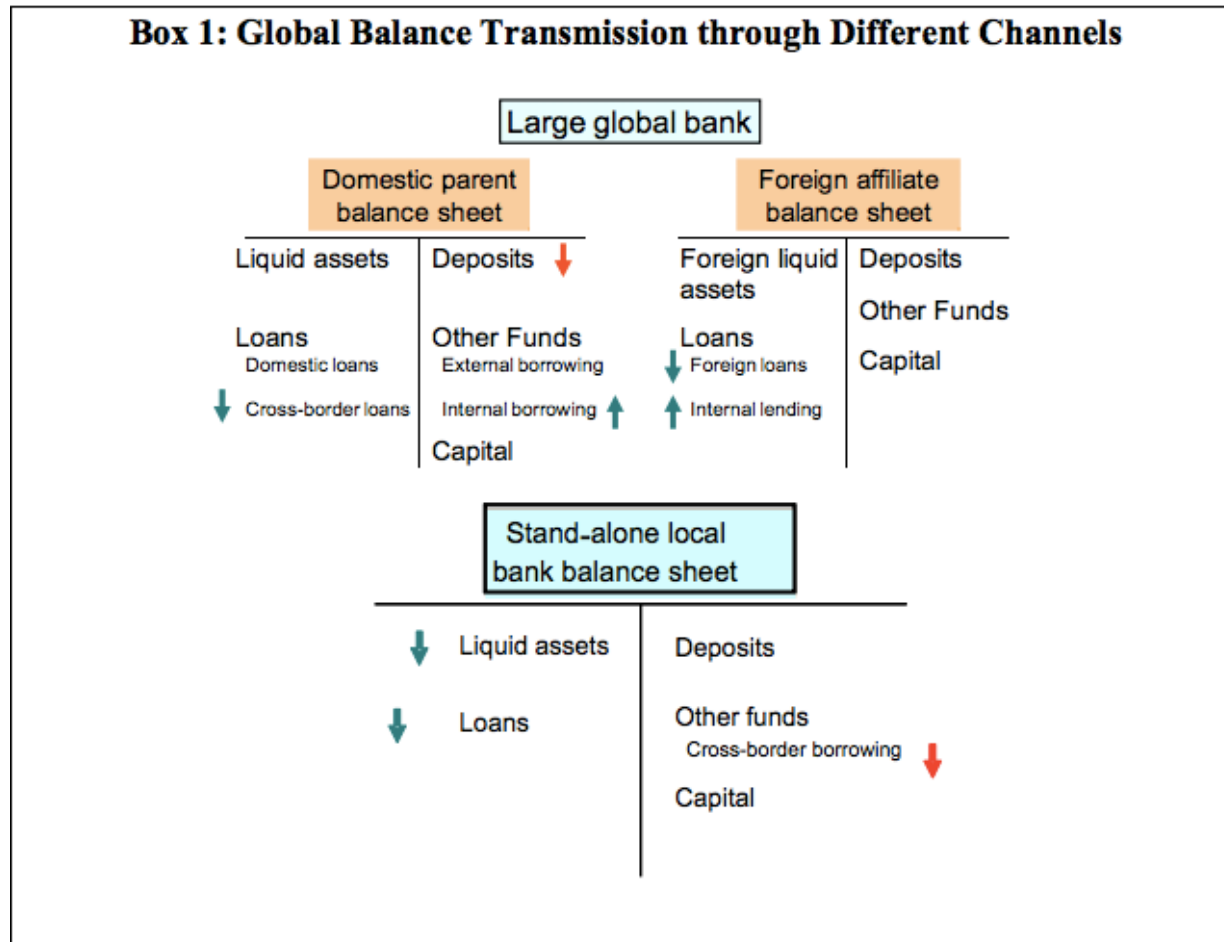 Box 1: Global Balance Transmission through Different Channels
Large global bank
Domestic parent
balance sheet
Liquid assets
Deposits
Loans
Other Funds
Domestic loans
External borrowing
Cross-border loans
Internal borrowing
Capital
Foreign affiliate
balance sheet
Foreign liquid
assets
Deposits
Other Funds
Loans
Foreign loans
Capital
Internal lending
Stand-alone local
bank balance sheet
Liquid assets
Deposits
Loans
Other funds
Cross-border borrowing
Capital